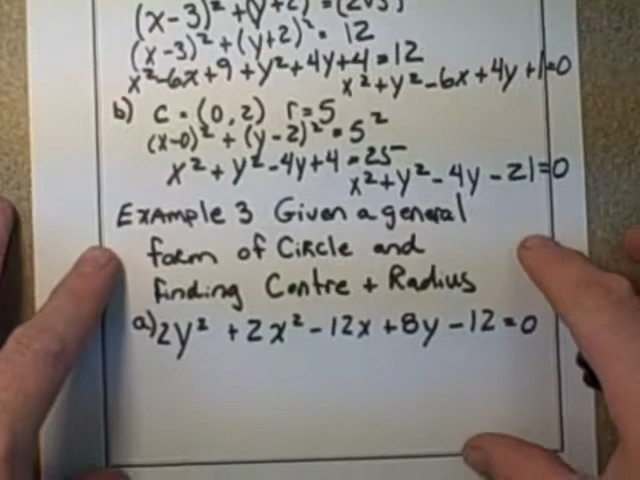 (x-3)² + (y+2)² = (2√3)²
(x-3)² + (y+2)² = 12
x² - 6x + 9 + y² + 4y + 4 = 12
x² + y² - 6x + 4y + 1 = 0
b) C = (0, 2) r = 5
(x-0)² + (y-2)² = 5²
x² + y² - 4y + 4 = 25
x² + y² - 4y - 21 = 0
Example 3 Given a general
form of Circle and
finding Centre + Radius
a) 2y² + 2x² - 12x + 8y - 12 = 0